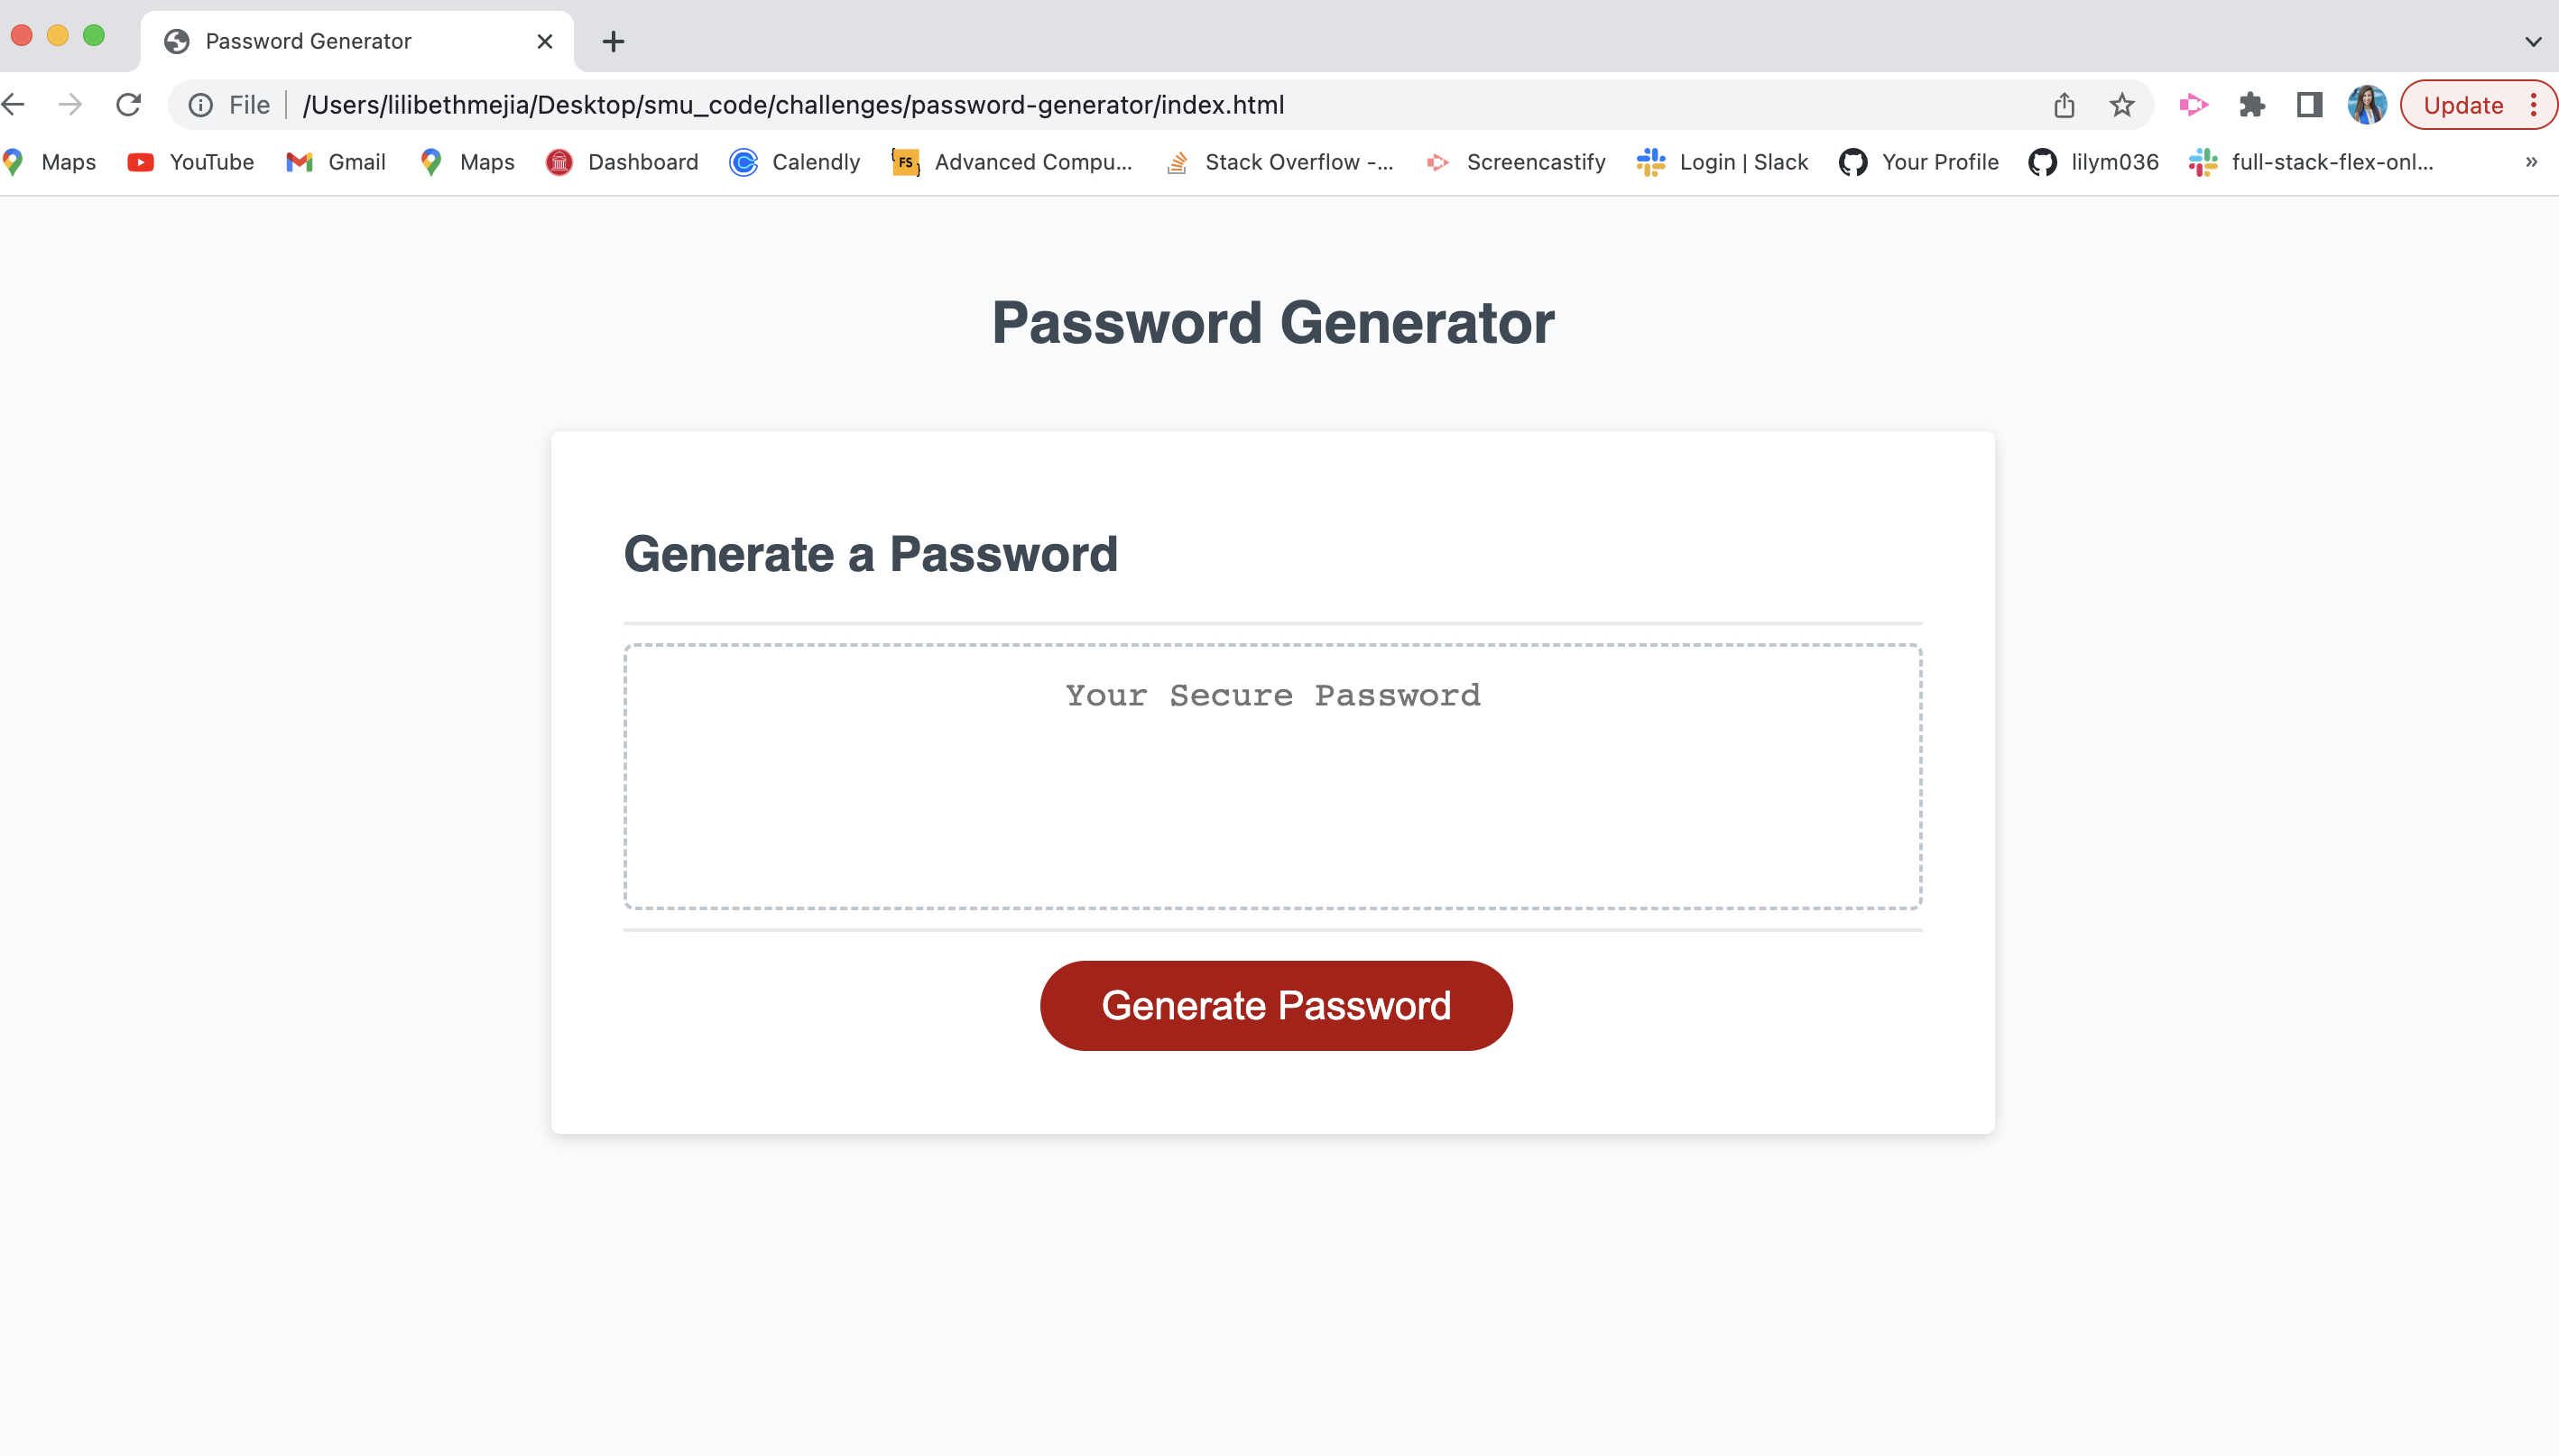 Password Generator
File /Users/lilibethmejia/Desktop/smu_code/challenges/password-generator/index.html Update
Maps YouTube Gmail Maps Dashboard Calendly FS Advanced Compu... Stack Overflow -... Screencastify Login | Slack Your Profile lilym036 full-stack-flex-onl... »
Password Generator
Generate a Password
Your Secure Password
Generate Password